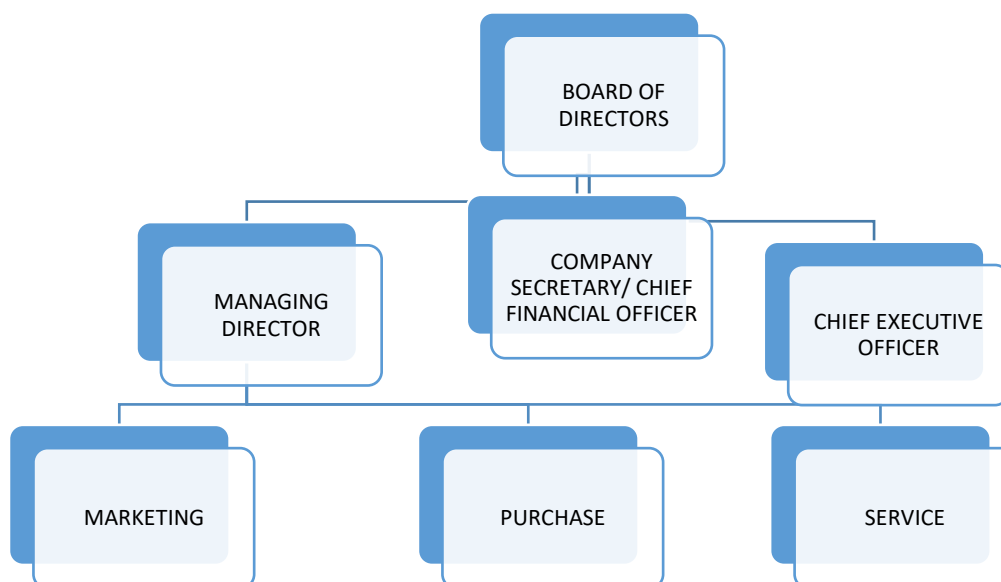 BOARD OF
DIRECTORS
MANAGING
DIRECTOR
COMPANY
SECRETARY/ CHIEF
FINANCIAL OFFICER
CHIEF EXECUTIVE
OFFICER
MARKETING
PURCHASE
SERVICE